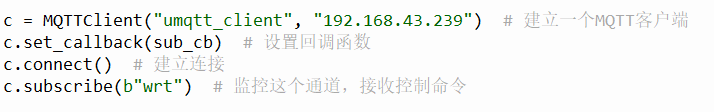 c = MQTTClient("umqtt_client", "192.168.43.239")  # 建立一个MQTT客户端
c.set_callback(sub_cb)  # 设置回调函数
c.connect()  # 建立连接
c.subscribe(b"wrt")  # 监控这个通道，接收控制命令